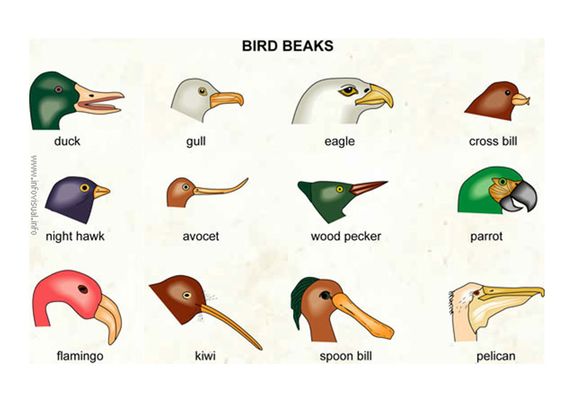 BIRD BEAKS
duck
gull
eagle
cross bill
www.infovisual.info
night hawk
avocet
wood pecker
parrot
flamingo
kiwi
spoon bill
pelican